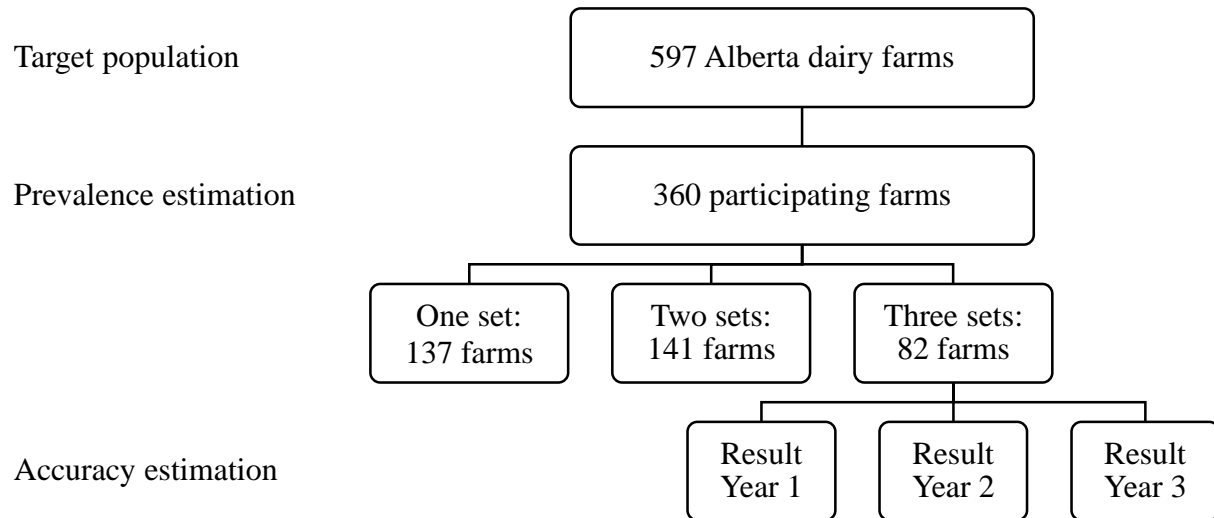 Target population
597 Alberta dairy farms
Prevalence estimation
360 participating farms
One set:
137 farms
Two sets:
141 farms
Three sets:
82 farms
Accuracy estimation
Result
Year 1
Result
Year 2
Result
Year 3